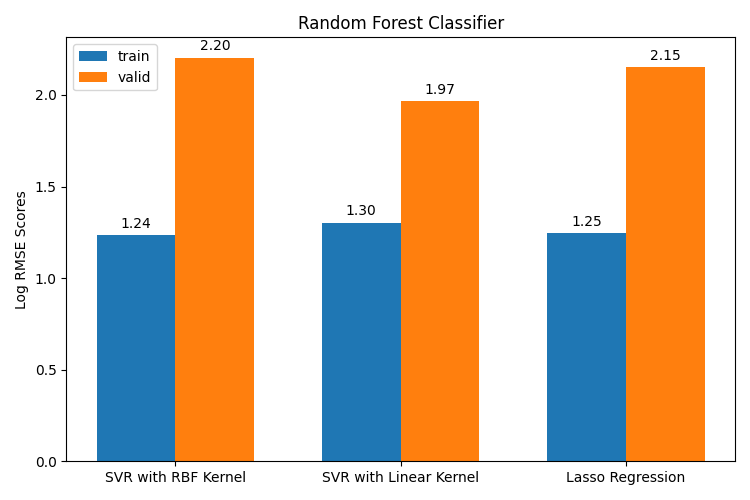 Random Forest Classifier
train
valid
2.20
1.97
2.15
1.24
1.30
1.25
Log RMSE Scores
2.0
1.5
1.0
0.5
0.0
SVR with RBF Kernel
SVR with Linear Kernel
Lasso Regression